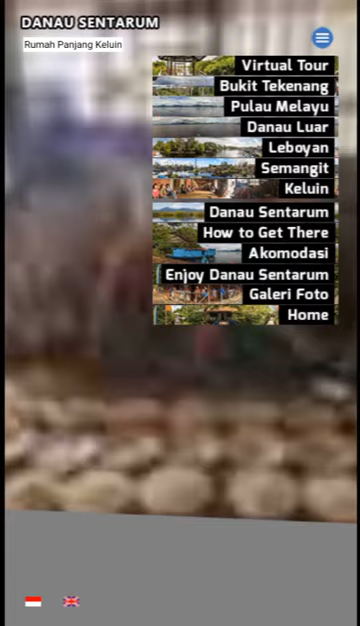 DANAU SENTARUM
Rumah Panjang Keluin
Virtual Tour
Bukit Tekenang
Pulau Melayu
Danau Luar
Leboyan
Semangit
Keluin
Danau Sentarum
How to Get There
Akomodasi
Enjoy Danau Sentarum
Galeri Foto
Home